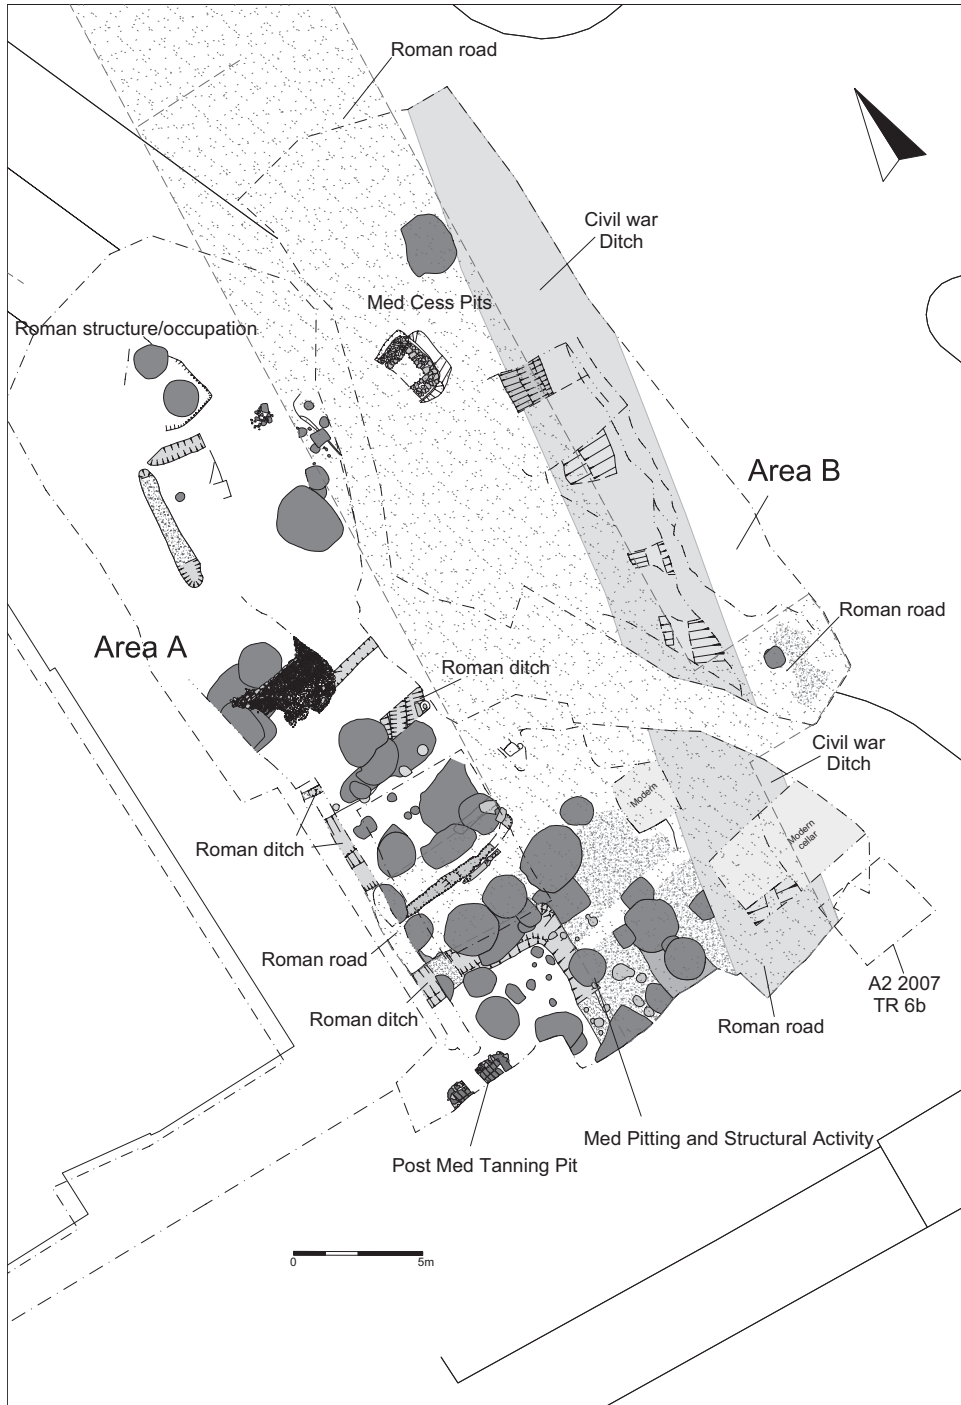 Roman road
Civil war
Ditch
Med Cess Pits
Roman structure/occupation
Area B
Roman road
Area A
Roman ditch
Civil war
Ditch
Modern
Modern
cellar
Roman ditch
Roman road
A2 2007
TR 6b
Roman ditch
Roman road
Med Pitting and Structural Activity
Post Med Tanning Pit
0
5m